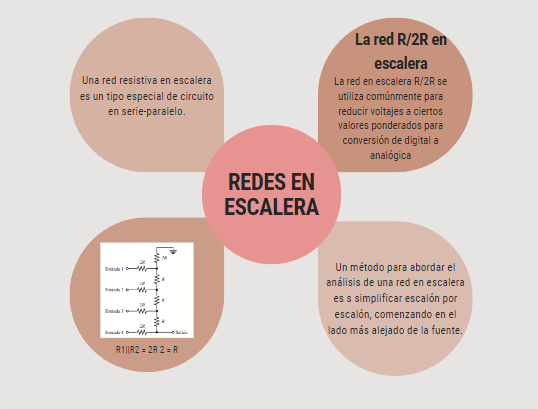 Una red resistiva en escalera
es un tipo especial de circuito
en serie-paralelo.
La red R/2R en
escalera
La red en escalera R/2R se
utiliza comúnmente para
reducir voltajes a ciertos
valores ponderados para
conversión de digital a
analógica
REDES EN
ESCALERA
2R
2R
Entrada 1
R
2R
Entrada 2
R
2R
Entrada 3
R
2R
Entrada 4
Salida
R1||R2 = 2R 2 = R
Un método para abordar el
análisis de una red en escalera
es s simplificar escalón por
escalón, comenzando en el
lado más alejado de la fuente.